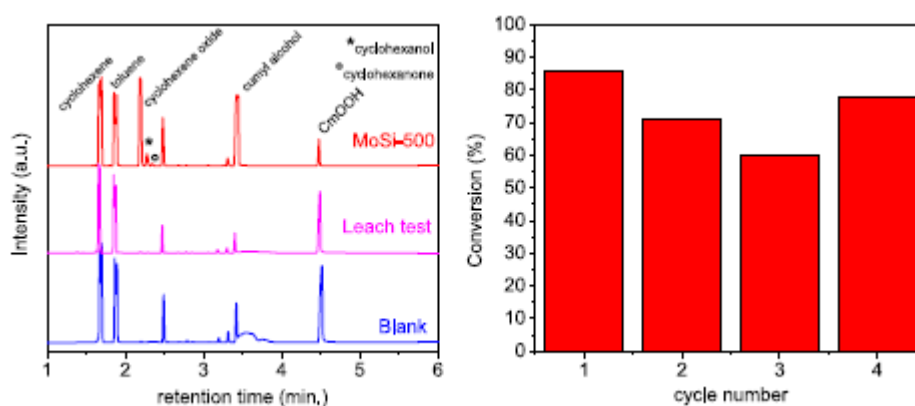 cyclohexene
toluene
cyclohexene oxide
cumyl alcohol
*cyclohexanol
°cyclohexanone
CmOOH
*
°
MoSi-500
Leach test
Blank
Intensity (a.u.)
1 2 3 4 5 6
retention time (min,)
100
90
80
70
60
50
40
30
20
10
0
Conversion (%)
1 2 3 4
cycle number